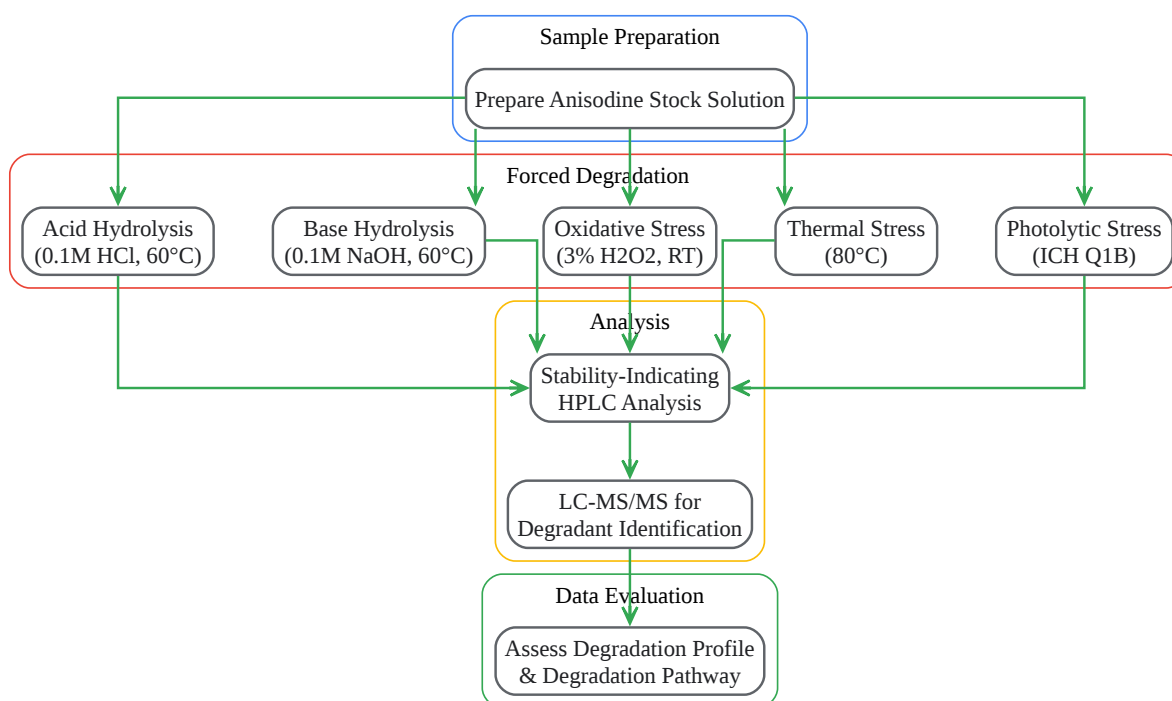 Sample Preparation
Prepare Anisodine Stock Solution
Forced Degradation
Acid Hydrolysis
(0.1M HCl, 60°C)
Base Hydrolysis
(0.1M NaOH, 60°C)
Oxidative Stress
(3% H2O2, RT)
Thermal Stress
(80°C)
Photolytic Stress
(ICH Q1B)
Analysis
Stability-Indicating
HPLC Analysis
LC-MS/MS for
Degradant Identification
Data Evaluation
Assess Degradation Profile
& Degradation Pathway